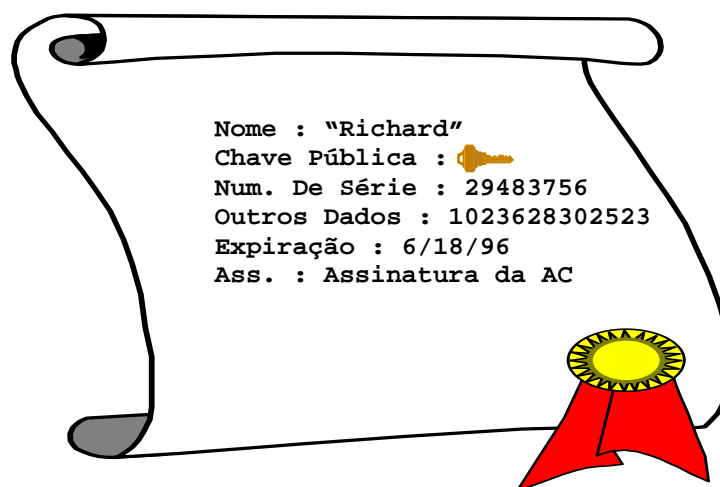 Nome : “Richard”
Chave Pública :
Num. De Série : 29483756
Outros Dados : 1023628302523
Expiração : 6/18/96
Ass. : Assinatura da AC